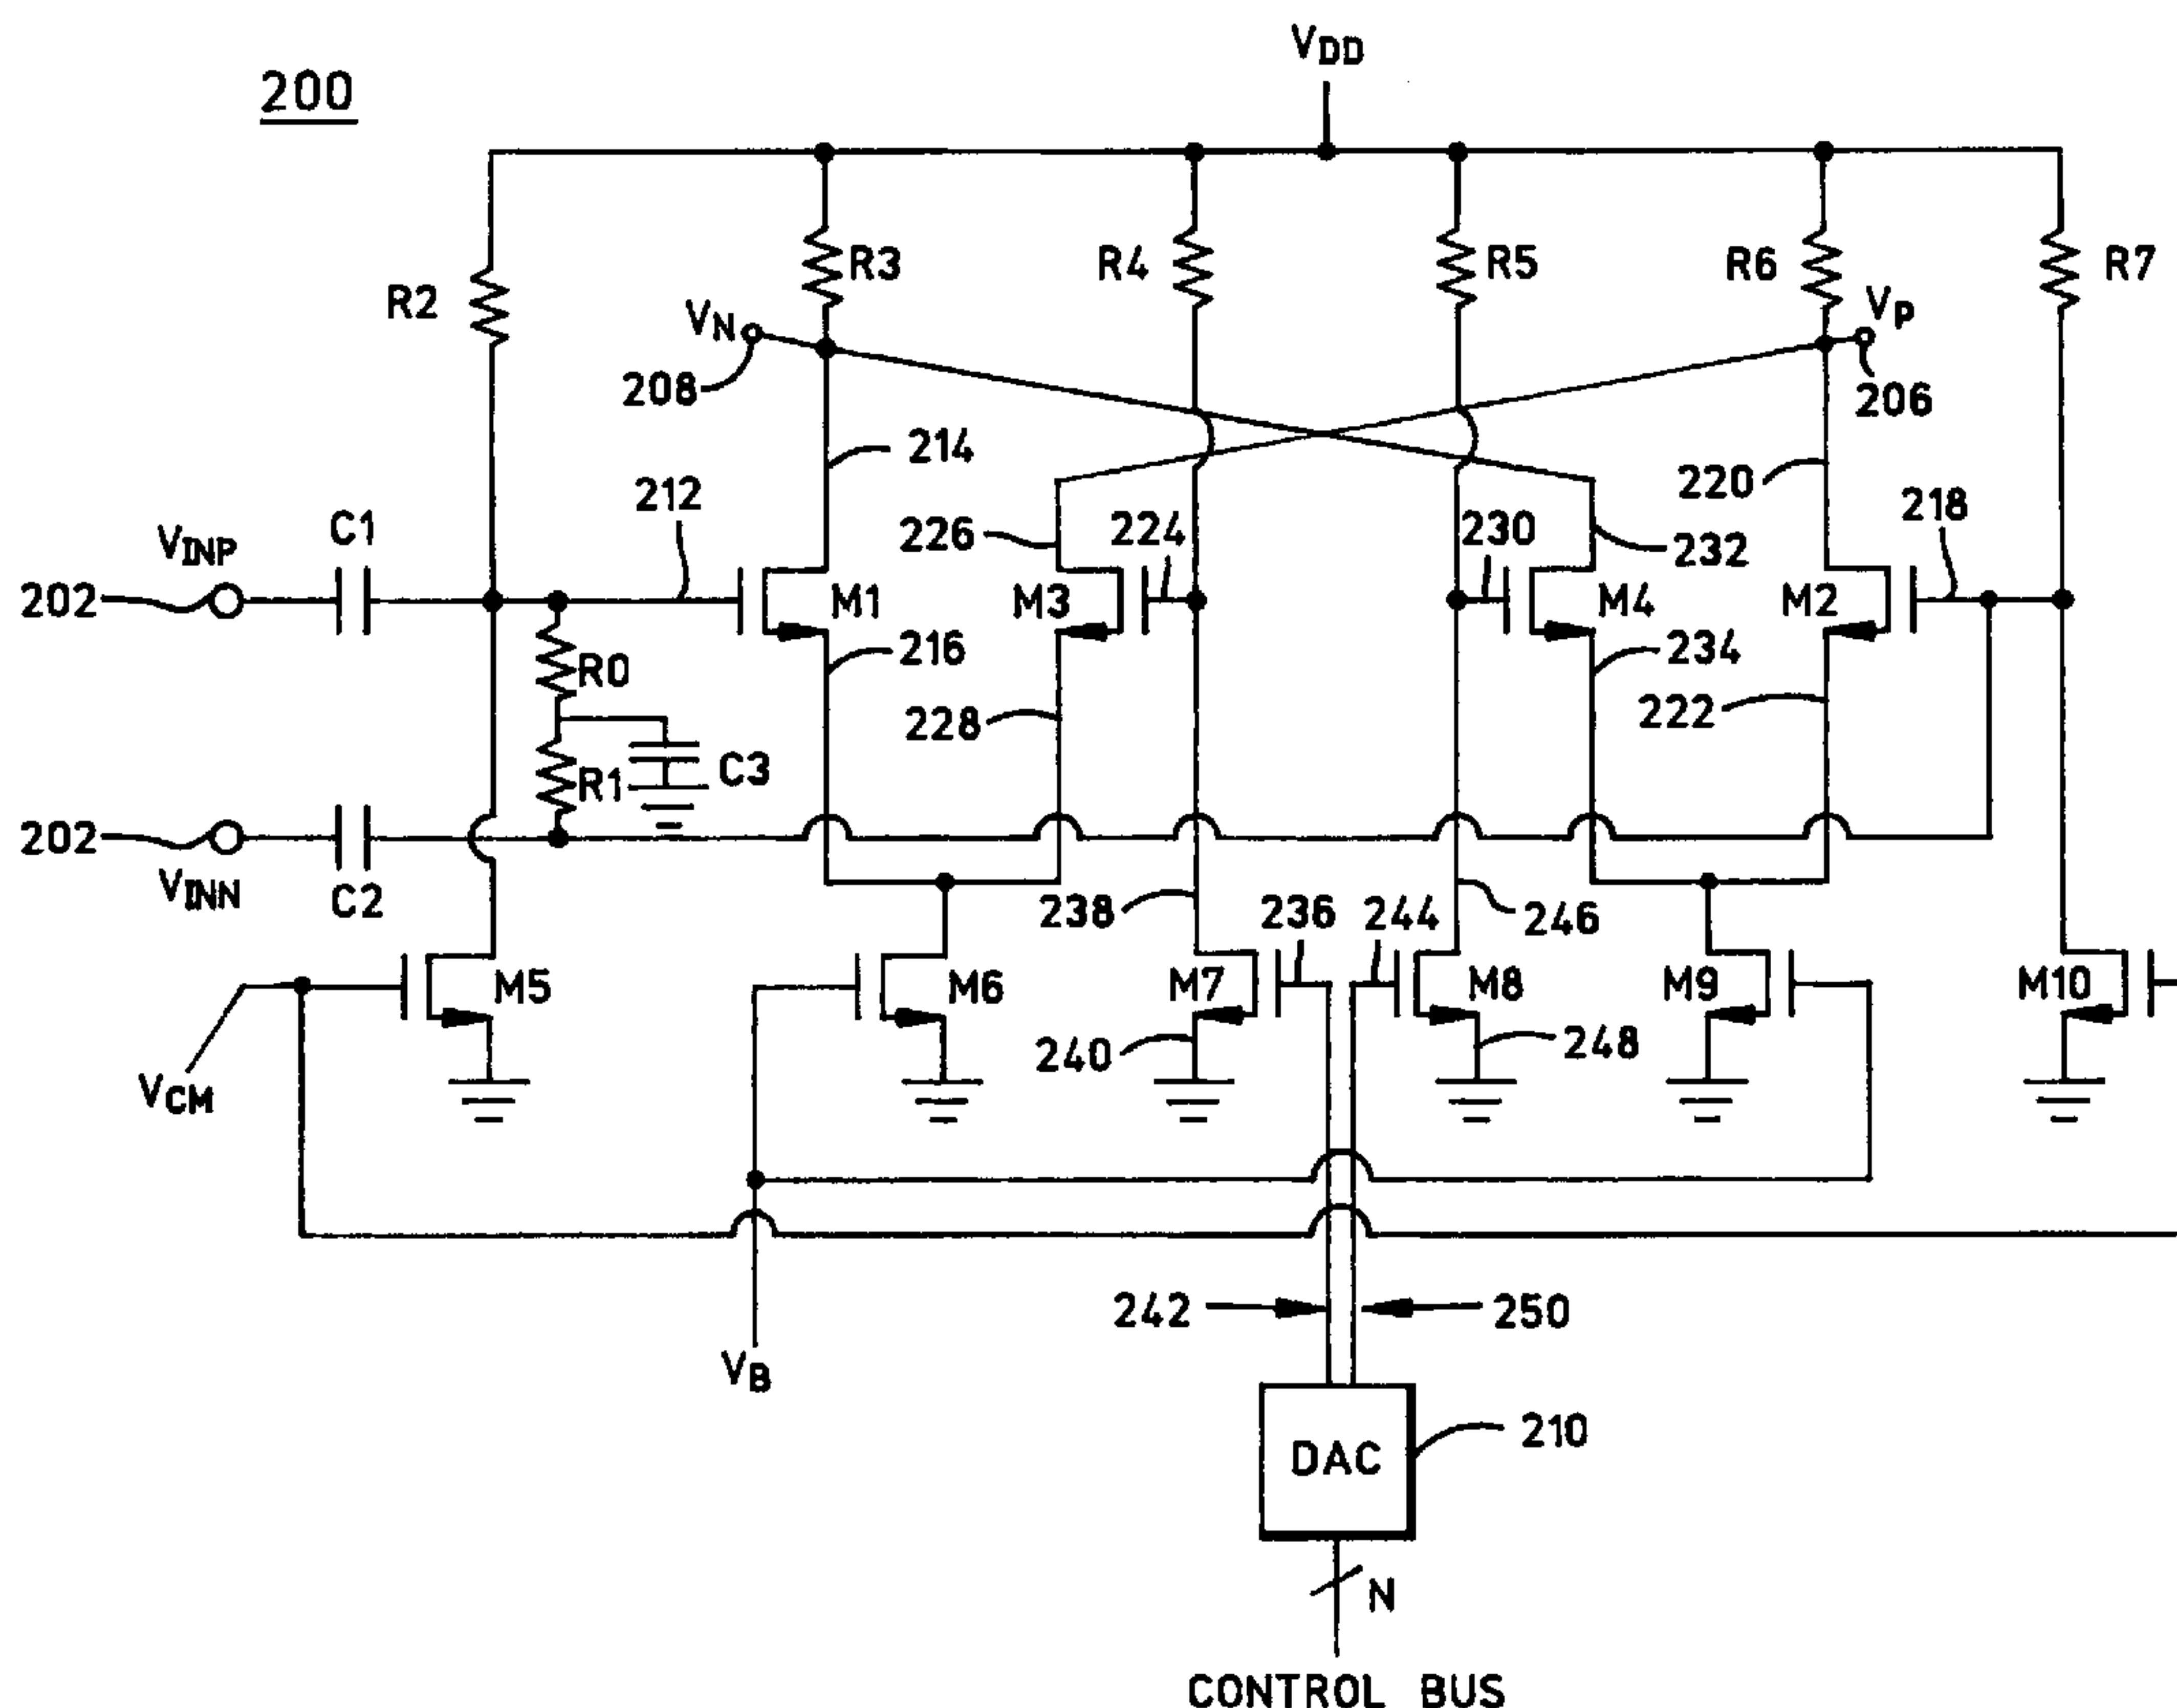 200
VDD
R2
R3
R4
R5
R6
R7
VN
208
VP
206
214
212
220
218
VINP
C1
226
224
230
232
202
M1
M3
M4
M2
216
R0
234
228
222
R1
C3
202
VINN
C2
238
236
244
246
M5
M6
M7
M8
M9
M10
240
248
VCM
242
250
VB
DAC
210
N
CONTROL BUS